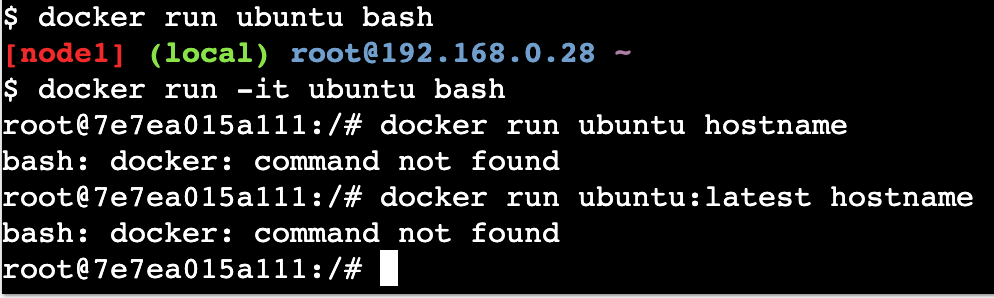 $ docker run ubuntu bash
[node1] (local) root@192.168.0.28 ~
$ docker run -it ubuntu bash
root@7e7ea015a111:/# docker run ubuntu hostname
bash: docker: command not found
root@7e7ea015a111:/# docker run ubuntu:latest hostname
bash: docker: command not found
root@7e7ea015a111:/#